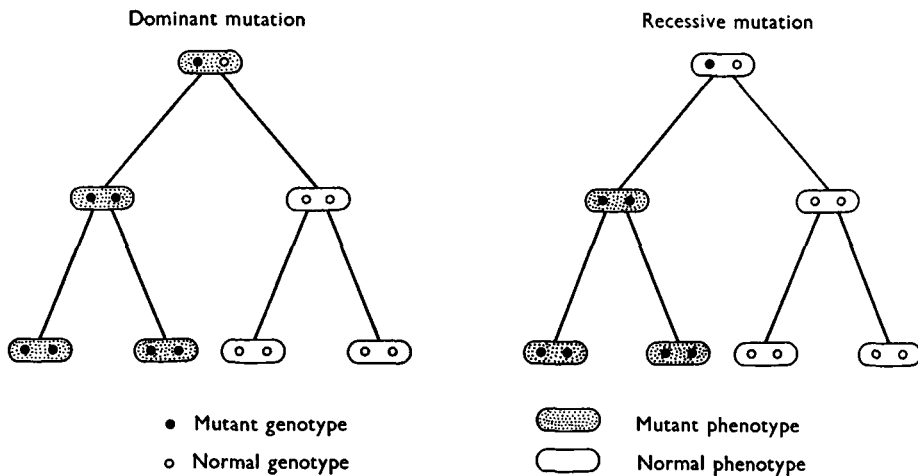 Dominant mutation
Recessive mutation
Mutant genotype
Normal genotype
Mutant phenotype
Normal phenotype